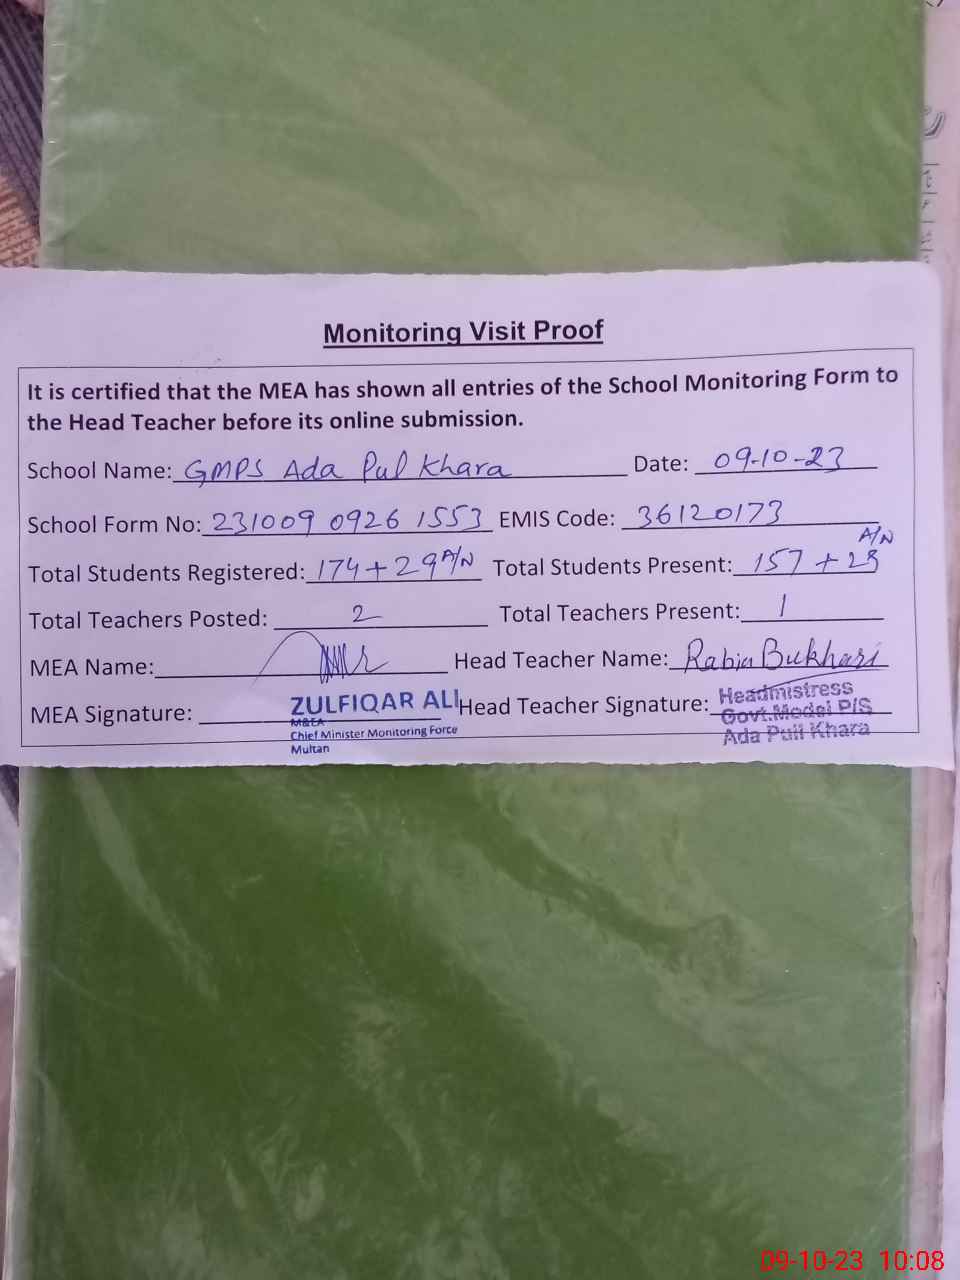 Monitoring Visit Proof
It is certified that the MEA has shown all entries of the School Monitoring Form to
the Head Teacher before its online submission.
School Name: GMPS Ada Pul Khara Date: 09-10-23
School Form No: 231009 0926 1553 EMIS Code: 36120173
Total Students Registered: 174+29 A/N Total Students Present: 157+23 A/N
Total Teachers Posted: 2 Total Teachers Present: 1
MEA Name: Head Teacher Name: Rabia Bukhari
MEA Signature: ZULFIQAR ALI Head Teacher Signature: Headmistress
M&EA Govt.Model P/S
Chief Minister Monitoring Force Ada Pull Khara
Multan
09-10-23 10:08